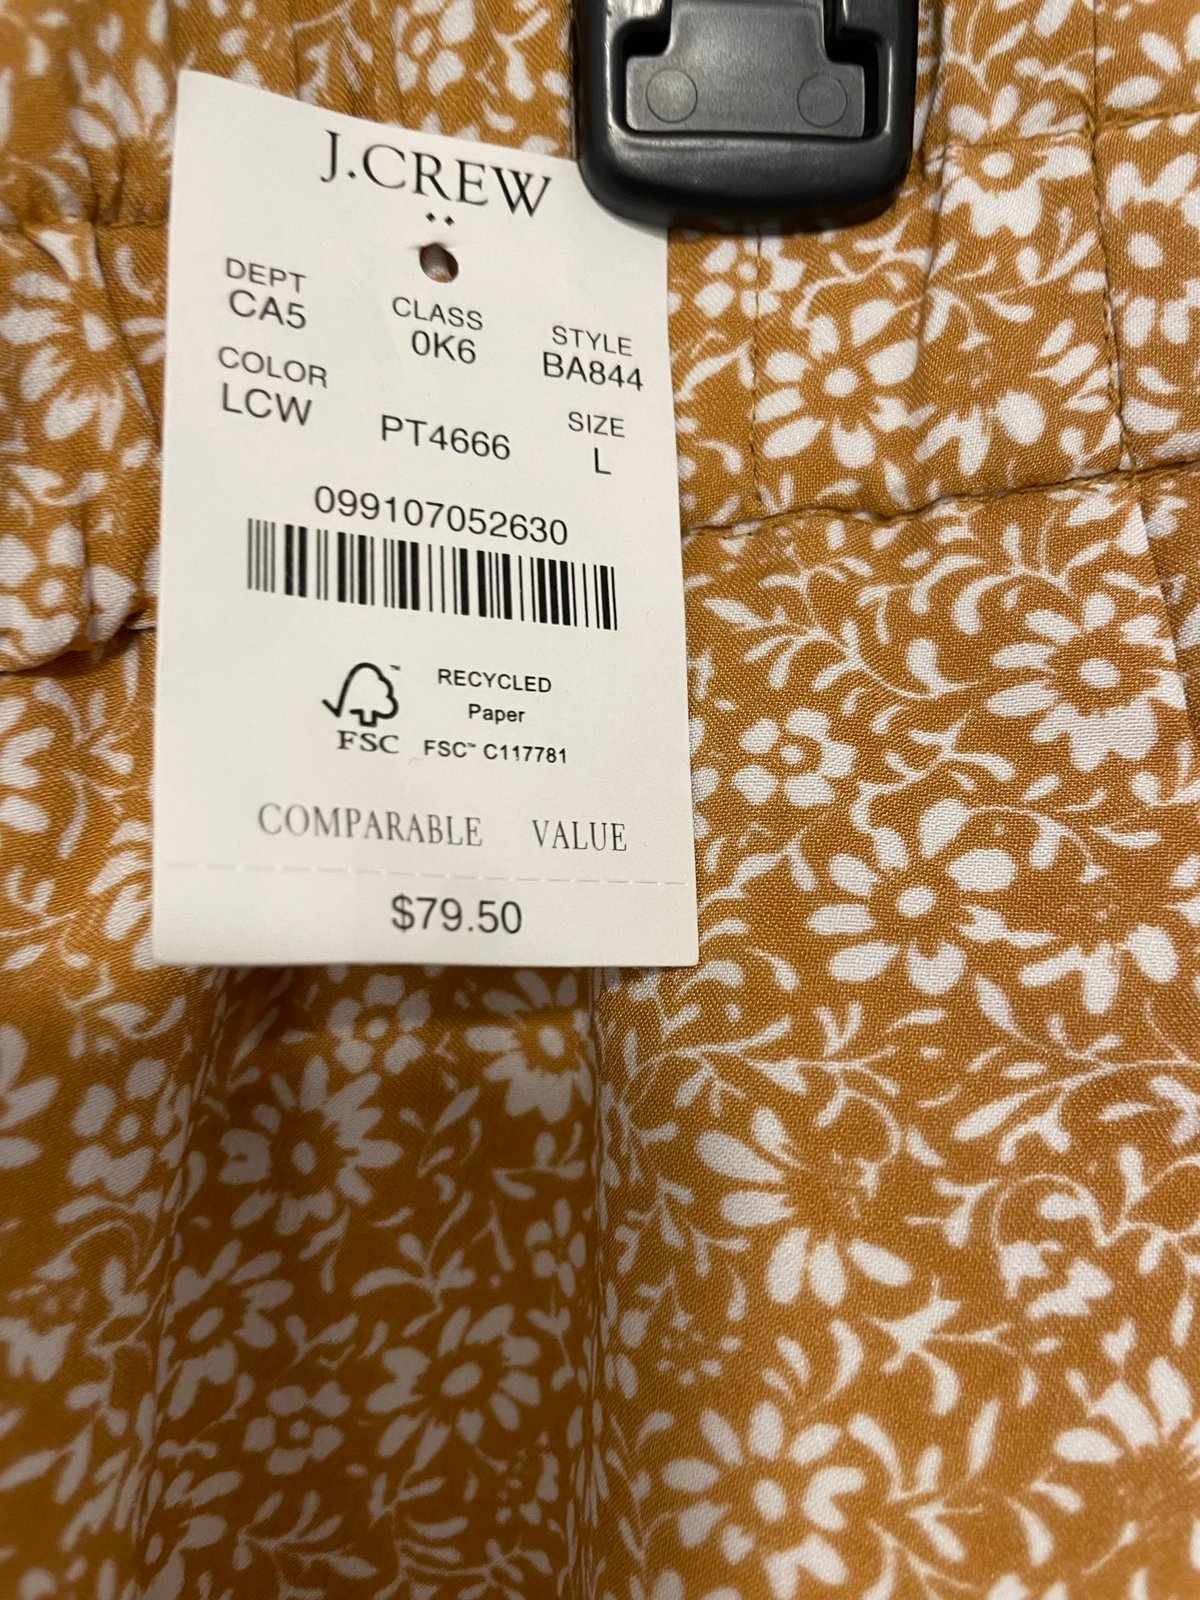 J.CREW
DEPT CLASS STYLE
CA5 0K6 BA844
COLOR SIZE
LCW PT4666 L
099107052630
RECYCLED
Paper
FSC FSC™ C117781
COMPARABLE VALUE
$79.50